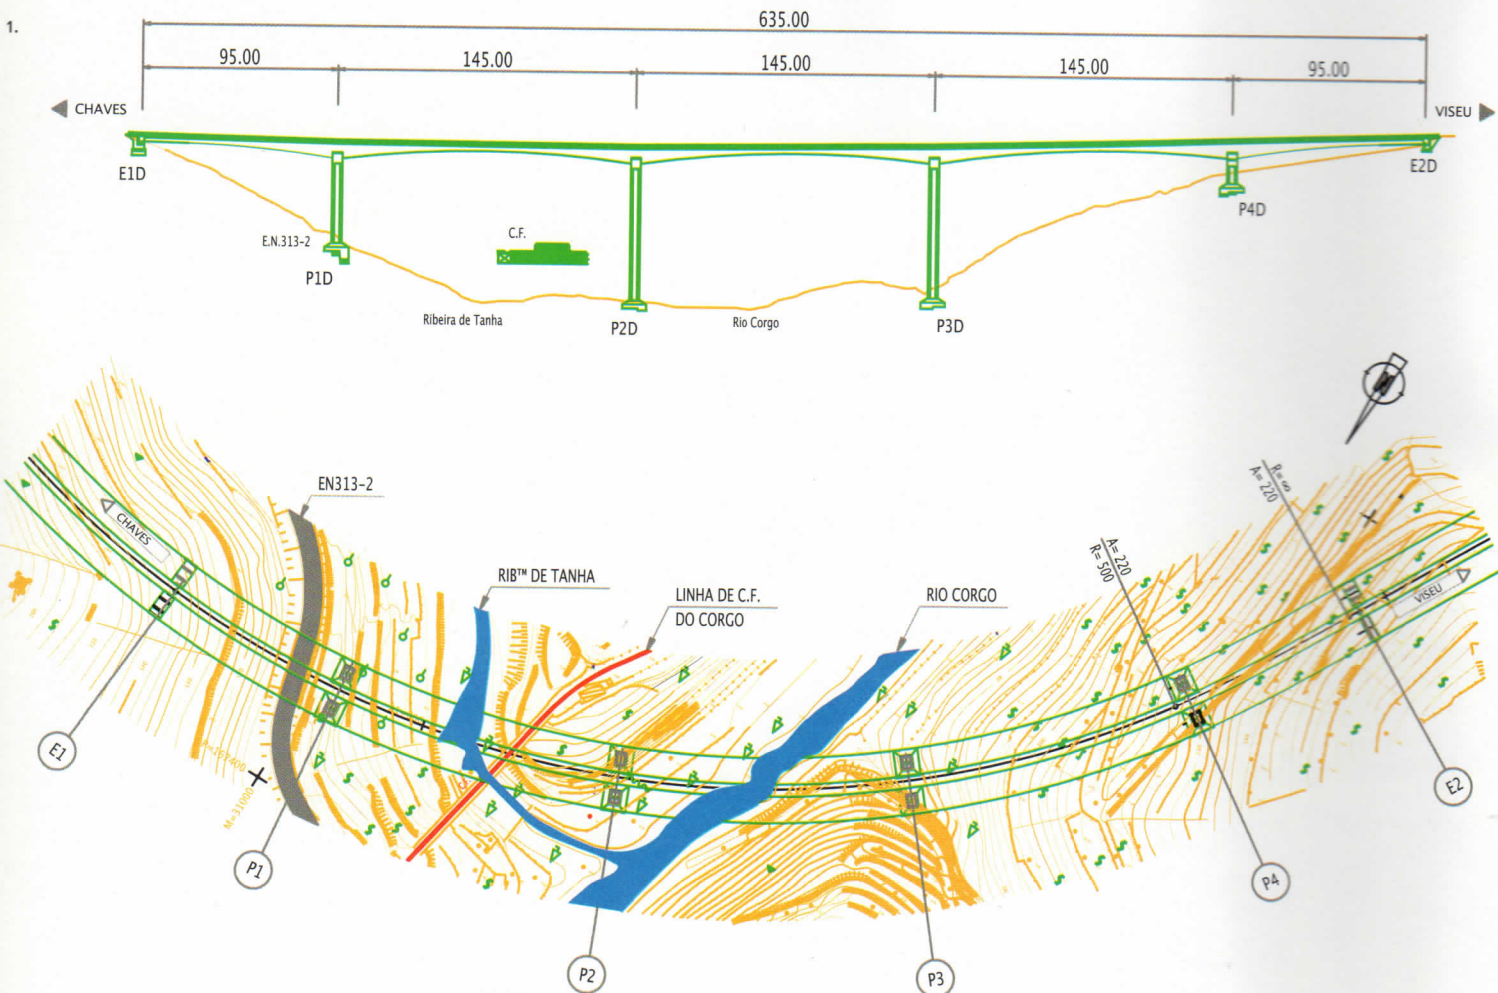 1.
635.00
95.00
145.00
145.00
145.00
95.00
CHAVES
VISEU
E1D
E2D
P4D
E.N.313-2
C.F.
P1D
Ribeira de Tanha
P2D
Rio Corgo
P3D
N
EN313-2
R=∞
A= 220
CHAVES
A= 220
R= 500
RIB™ DE TANHA
LINHA DE C.F.
DO CORGO
RIO CORGO
VISEU
E1
M=31000
E2
P1
P4
P2
P3